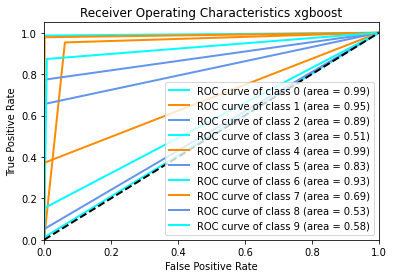 Receiver Operating Characteristics xgboost
True Positive Rate
1.0
0.8
0.6
0.4
0.2
0.0
ROC curve of class 0 (area = 0.99)
ROC curve of class 1 (area = 0.95)
ROC curve of class 2 (area = 0.89)
ROC curve of class 3 (area = 0.51)
ROC curve of class 4 (area = 0.99)
ROC curve of class 5 (area = 0.83)
ROC curve of class 6 (area = 0.93)
ROC curve of class 7 (area = 0.69)
ROC curve of class 8 (area = 0.53)
ROC curve of class 9 (area = 0.58)
0.0 0.2 0.4 0.6 0.8 1.0
False Positive Rate